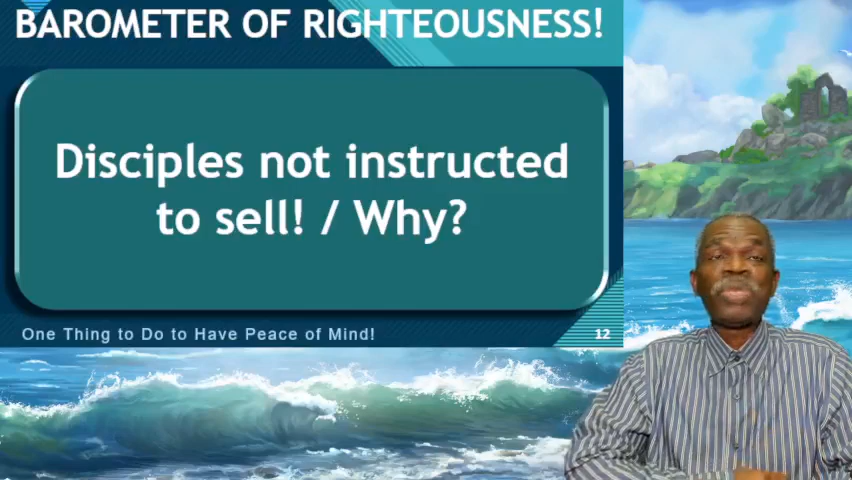 BAROMETER OF RIGHTEOUSNESS!
Disciples not instructed
to sell! / Why?
One Thing to Do to Have Peace of Mind!
12